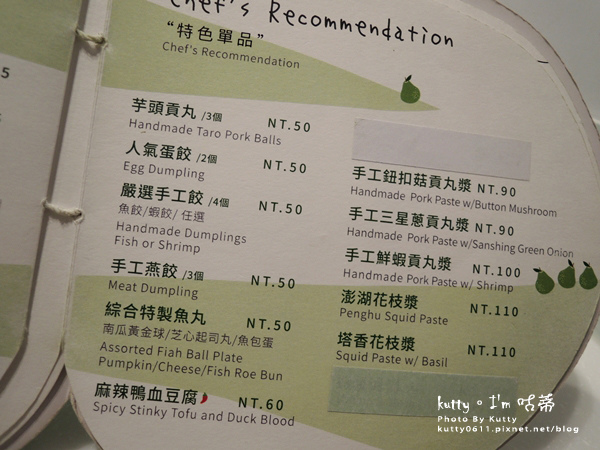 Chef's Recommendation
“特色單品”
Chef's Recommendation
芋頭貢丸 /3個 NT.50
Handmade Taro Pork Balls
人氣蛋餃 /2個 NT.50
Egg Dumpling
嚴選手工餃 /4個 NT.50
魚餃/蝦餃/ 任選
Handmade Dumplings
Fish or Shrimp
手工燕餃 /3個 NT.50
Meat Dumpling
綜合特製魚丸 NT.50
南瓜黃金球/芝心起司丸/魚包蛋
Assorted Fiah Ball Plate
Pumpkin/Cheese/Fish Roe Bun
麻辣鴨血豆腐 NT.60
Spicy Stinky Tofu and Duck Blood
手工鈕扣菇貢丸漿 NT.90
Handmade Pork Paste w/Button Mushroom
手工三星蔥貢丸漿 NT.90
Handmade Pork Paste w/Sanshing Green Onion
手工鮮蝦貢丸漿 NT.100
Handmade Pork Paste w/Shrimp
澎湖花枝漿 NT.110
Penghu Squid Paste
塔香花枝漿 NT.110
Squid Paste w/ Basil
5
kutty。I'm 咕蒂
Photo By Kutty
kutty0611.pixnet.net/blog